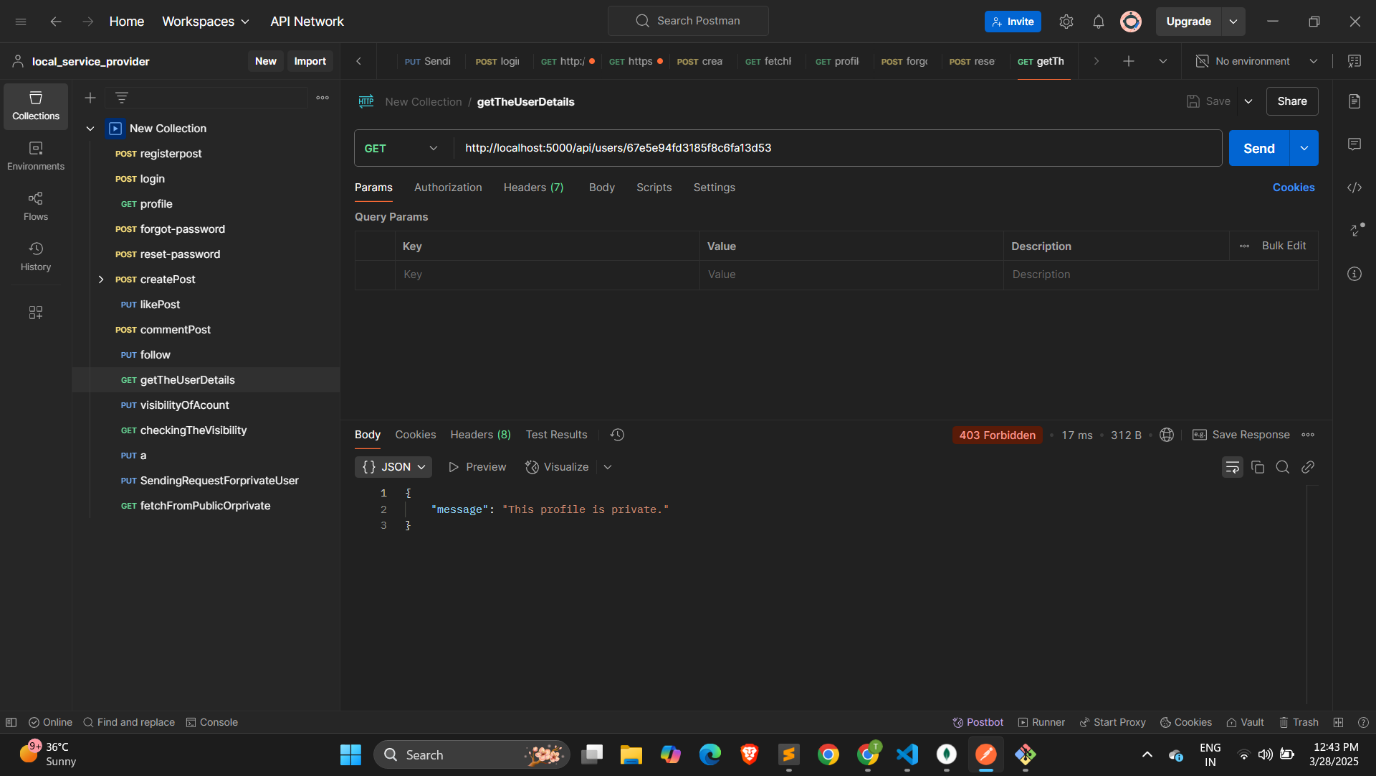 Home Workspaces API Network Search Postman Invite Upgrade
local_service_provider New Import PUT Sendi POST login GET http:/ GET https POST crea GET fetchF GET profil POST forg POST rese GET getTh No environment
Collections
Environments
Flows
History
New Collection
POST registerpost
POST login
GET profile
POST forgot-password
POST reset-password
POST createPost
PUT likePost
POST commentPost
PUT follow
GET getTheUserDetails
PUT visibilityOfAcount
GET checkingTheVisibility
PUT a
PUT SendingRequestForprivateUser
GET fetchFromPublicOrprivate
HTTP New Collection / getTheUserDetails Save Share
GET http://localhost:5000/api/users/67e5e94fd3185f8c6fa13d53 Send
Params Authorization Headers (7) Body Scripts Settings Cookies
Query Params
Key Value Description Bulk Edit
Key Value Description
Body Cookies Headers (8) Test Results 403 Forbidden 17 ms 312 B Save Response
{} JSON Preview Visualize
1 {
2 "message": "This profile is private."
3 }
Online Find and replace Console Postbot Runner Start Proxy Cookies Vault Trash
9+ 36°C
Sunny
Search
T
ENG
IN
12:43 PM
3/28/2025